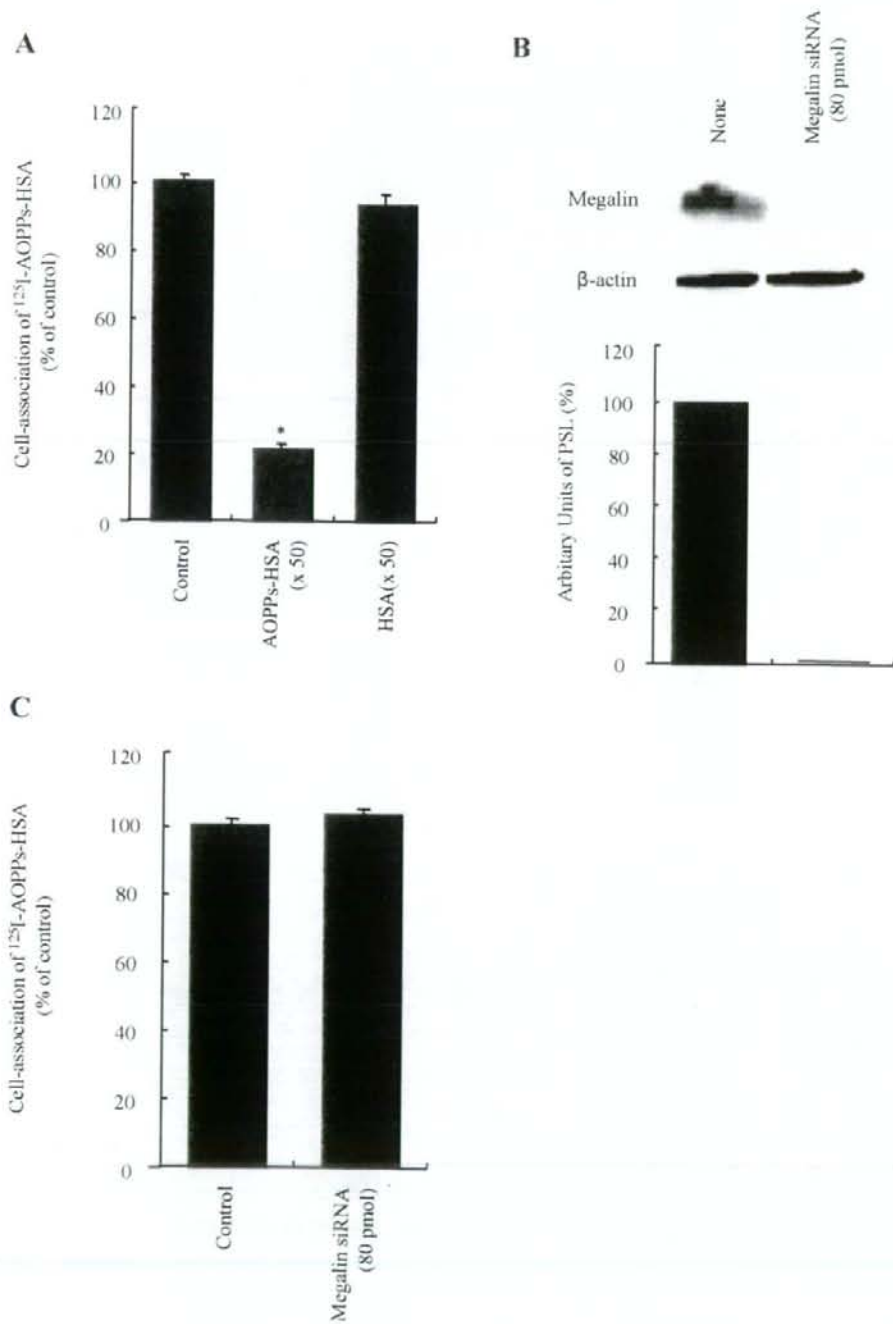 A
Cell-association of ¹²⁵I-AOPPs-HSA
(% of control)
120
100
80
60
40
20
0
*
Control
AOPPs-HSA
(x 50)
HSA(x 50)
B
None
Megalin siRNA
(80 pmol)
Megalin
β-actin
Arbitary Units of PSL (%)
120
100
80
60
40
20
0
C
Cell-association of ¹²⁵I-AOPPs-HSA
(% of control)
120
100
80
60
40
20
0
Control
Megalin siRNA
(80 pmol)